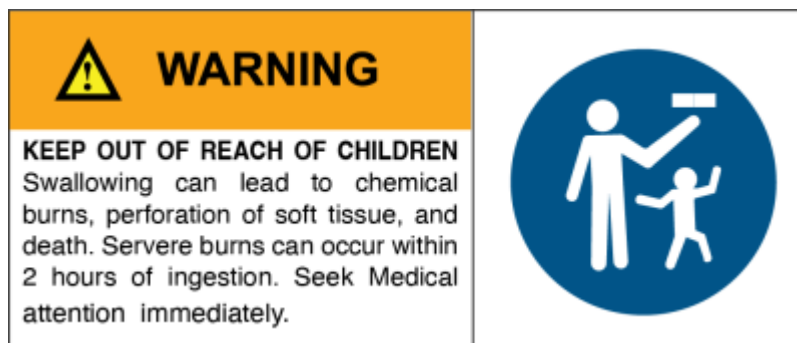 WARNING
KEEP OUT OF REACH OF CHILDREN
Swallowing can lead to chemical
burns, perforation of soft tissue, and
death. Servere burns can occur within
2 hours of ingestion. Seek Medical
attention immediately.